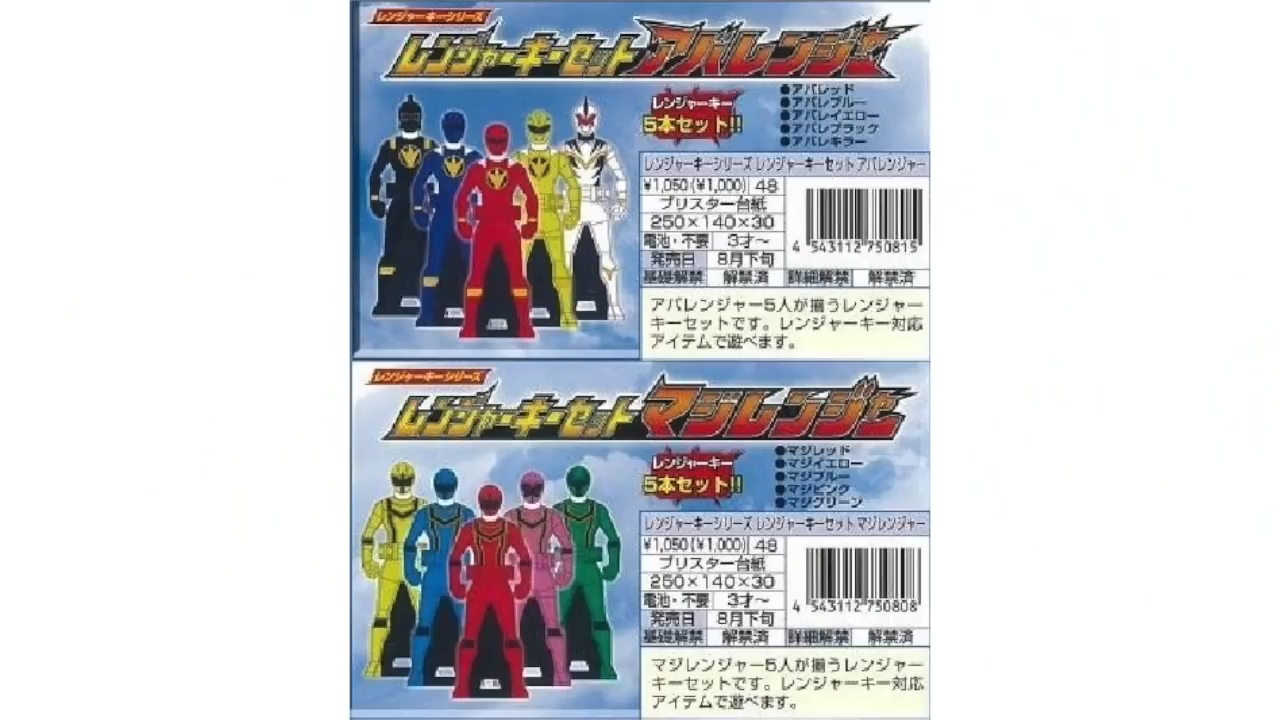 レンジャーキーシリーズ
レンジャーキーセット アバレンジャー
レンジャーキー
5本セット!!
●アバレッド
●アバレブルー
●アバレイエロー
●アバレブラック
●アバレキラー
レンジャーキーシリーズ レンジャーキーセット アバレンジャー
¥1,050(¥1,000) 48
ブリスター台紙
250×140×30
電池・不要 3才〜
発売日 8月下旬
基礎解禁 解禁済 詳細解禁 解禁済
4 543112 750815
アバレンジャー5人が揃うレンジャー
キーセットです。レンジャーキー対応
アイテムで遊べます。
レンジャーキーシリーズ
レンジャーキーセット マジレンジャー
レンジャーキー
5本セット!!
●マジレッド
●マジイエロー
●マジブルー
●マジピンク
●マジグリーン
レンジャーキーシリーズ レンジャーキーセット マジレンジャー
¥1,050(¥1,000) 48
ブリスター台紙
250×140×30
電池・不要 3才〜
発売日 8月下旬
基礎解禁 解禁済 詳細解禁 解禁済
4 543112 750808
マジレンジャー5人が揃うレンジャー
キーセットです。レンジャーキー対応
アイテムで遊べます。